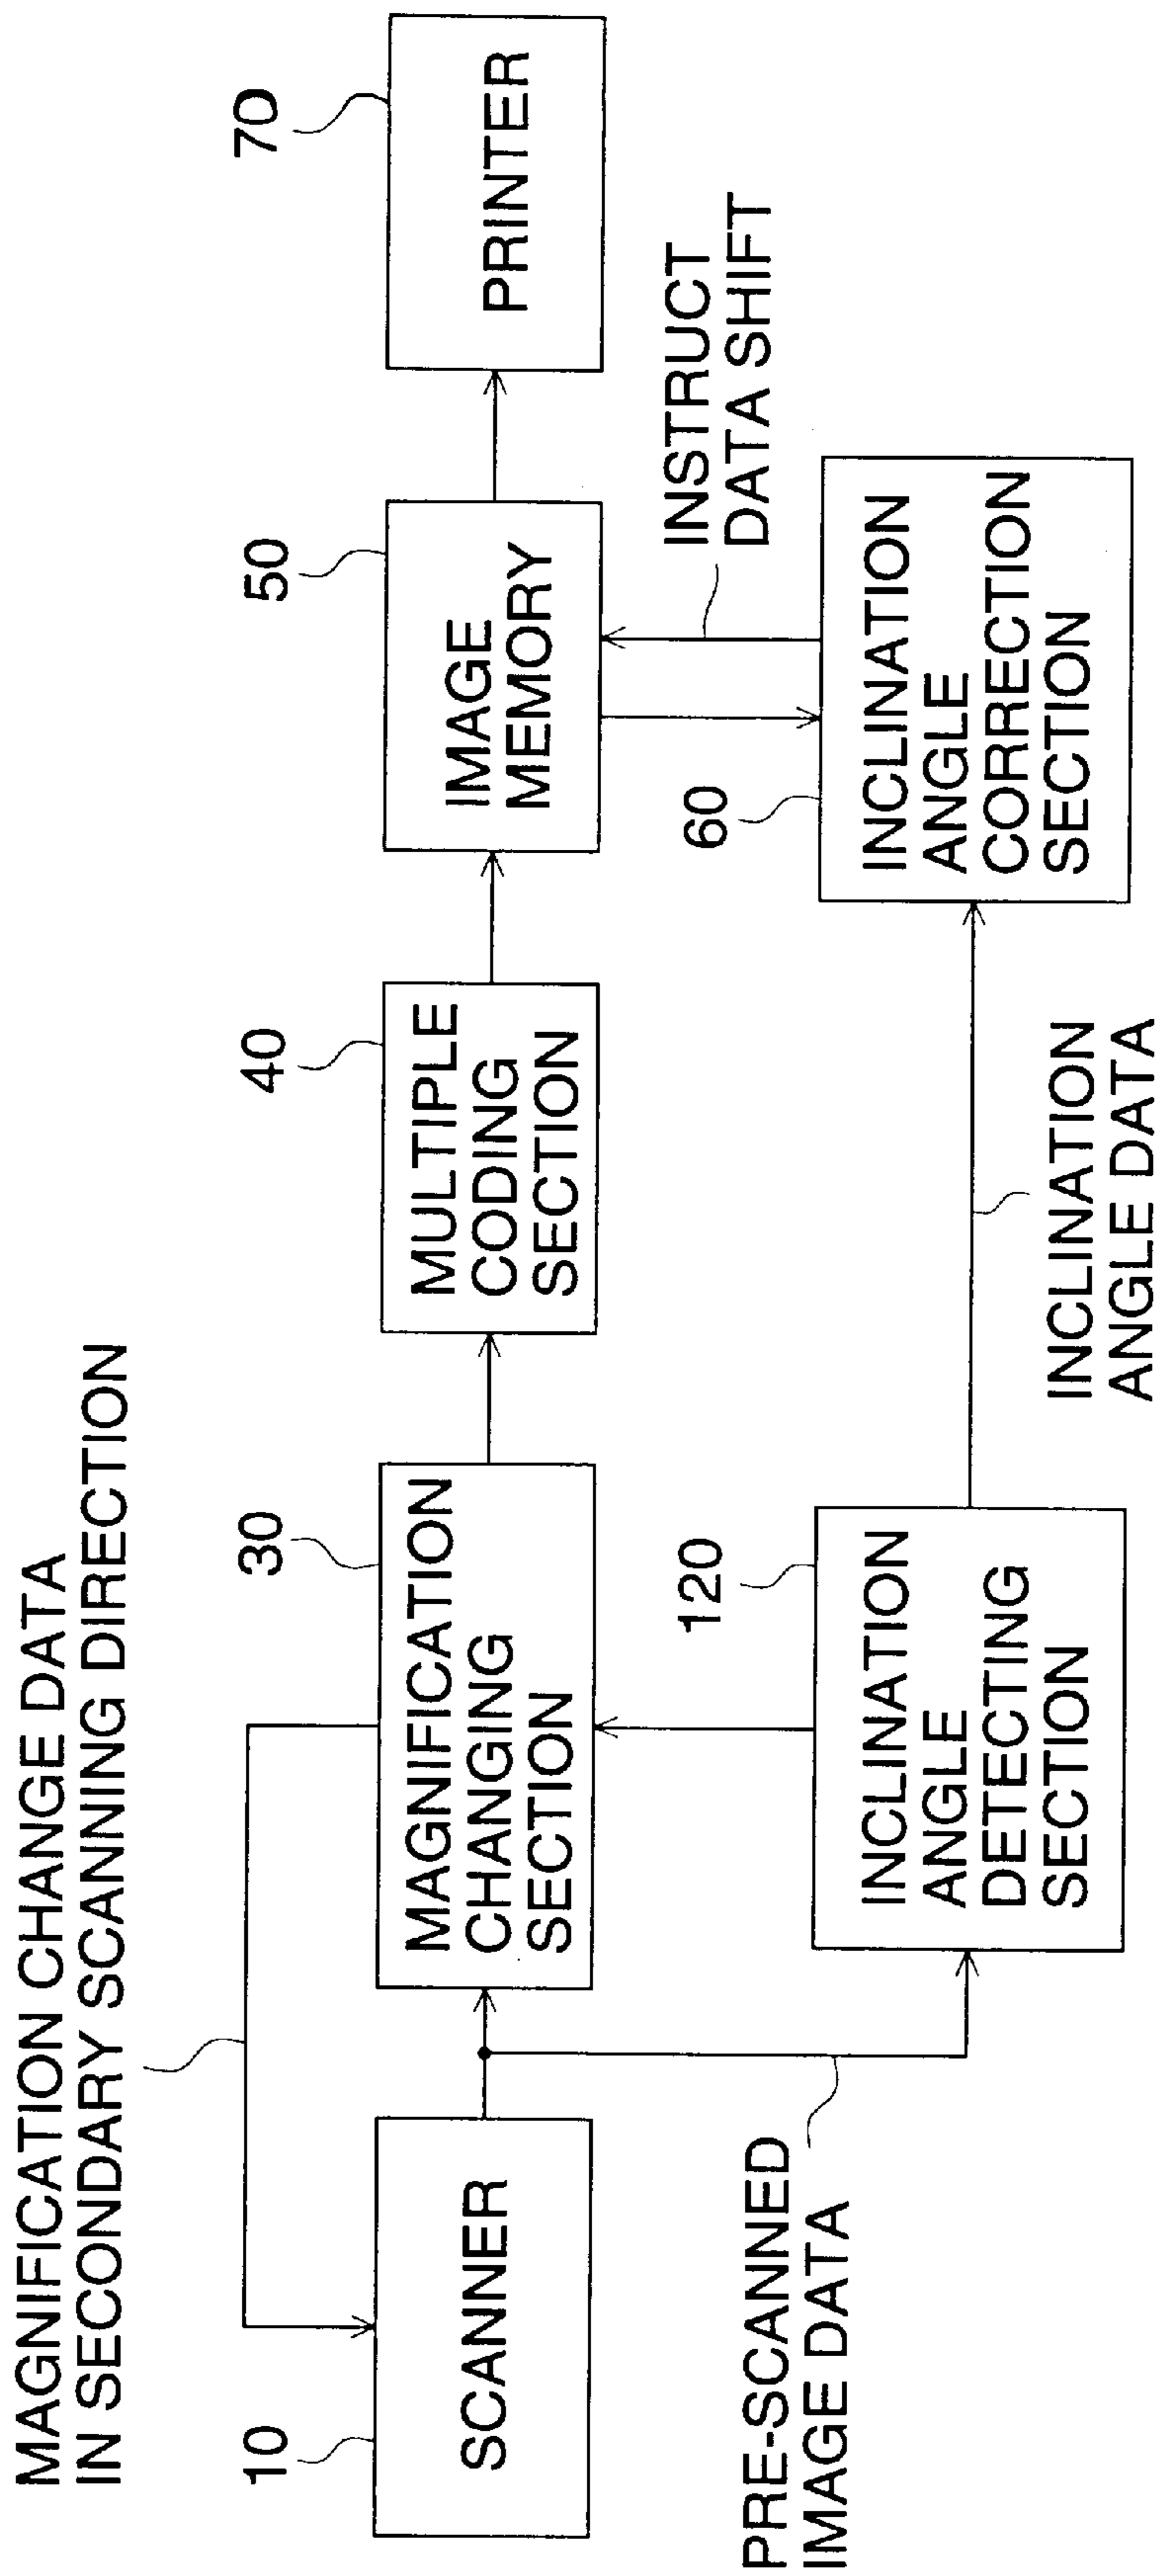 MAGNIFICATION CHANGE DATA
IN SECONDARY SCANNING DIRECTION
10
SCANNER
30
MAGNIFICATION
CHANGING
SECTION
40
MULTIPLE
CODING
SECTION
50
IMAGE
MEMORY
70
PRINTER
PRE-SCANNED
IMAGE DATA
120
INCLINATION
ANGLE
DETECTING
SECTION
INCLINATION
ANGLE DATA
60
INCLINATION
ANGLE
CORRECTION
SECTION
INSTRUCT
DATA SHIFT